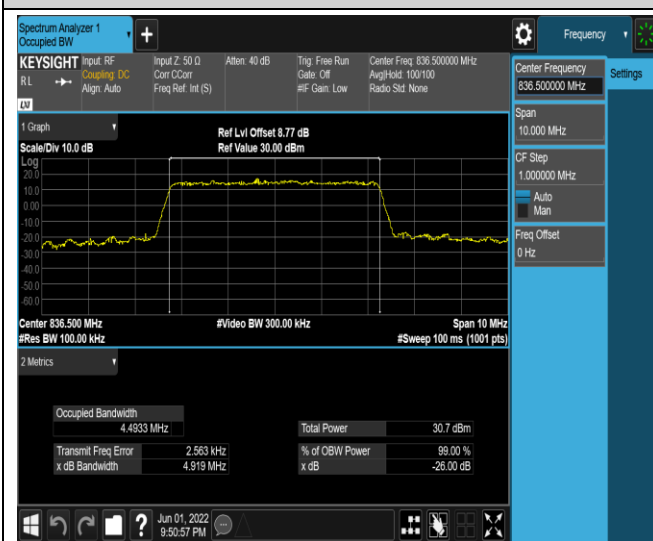 Spectrum Analyzer 1
Occupied BW
+
Frequency
KEYSIGHT
RL
Input: RF
Coupling: DC
Align: Auto
Input Z: 50 Ω
Corr CCorr
Freq Ref: Int (S)
Atten: 40 dB
Trig: Free Run
Gate: Off
#IF Gain: Low
Center Freq: 836.500000 MHz
Avg|Hold: 100/100
Radio Std: None
LXI
Center Frequency
836.500000 MHz
Settings
Span
10.000 MHz
CF Step
1.000000 MHz
Auto
Man
Freq Offset
0 Hz
1 Graph
Scale/Div 10.0 dB
Ref Lvl Offset 8.77 dB
Ref Value 30.00 dBm
Log
20.0
10.0
0.00
-10.0
-20.0
-30.0
-40.0
-50.0
-60.0
Center 836.500 MHz
#Video BW 300.00 kHz
Span 10 MHz
#Res BW 100.00 kHz
#Sweep 100 ms (1001 pts)
2 Metrics
Occupied Bandwidth
4.4933 MHz
Total Power 30.7 dBm
Transmit Freq Error 2.563 kHz
% of OBW Power 99.00 %
x dB Bandwidth 4.919 MHz
x dB -26.00 dB
?
Jun 01, 2022
9:50:57 PM